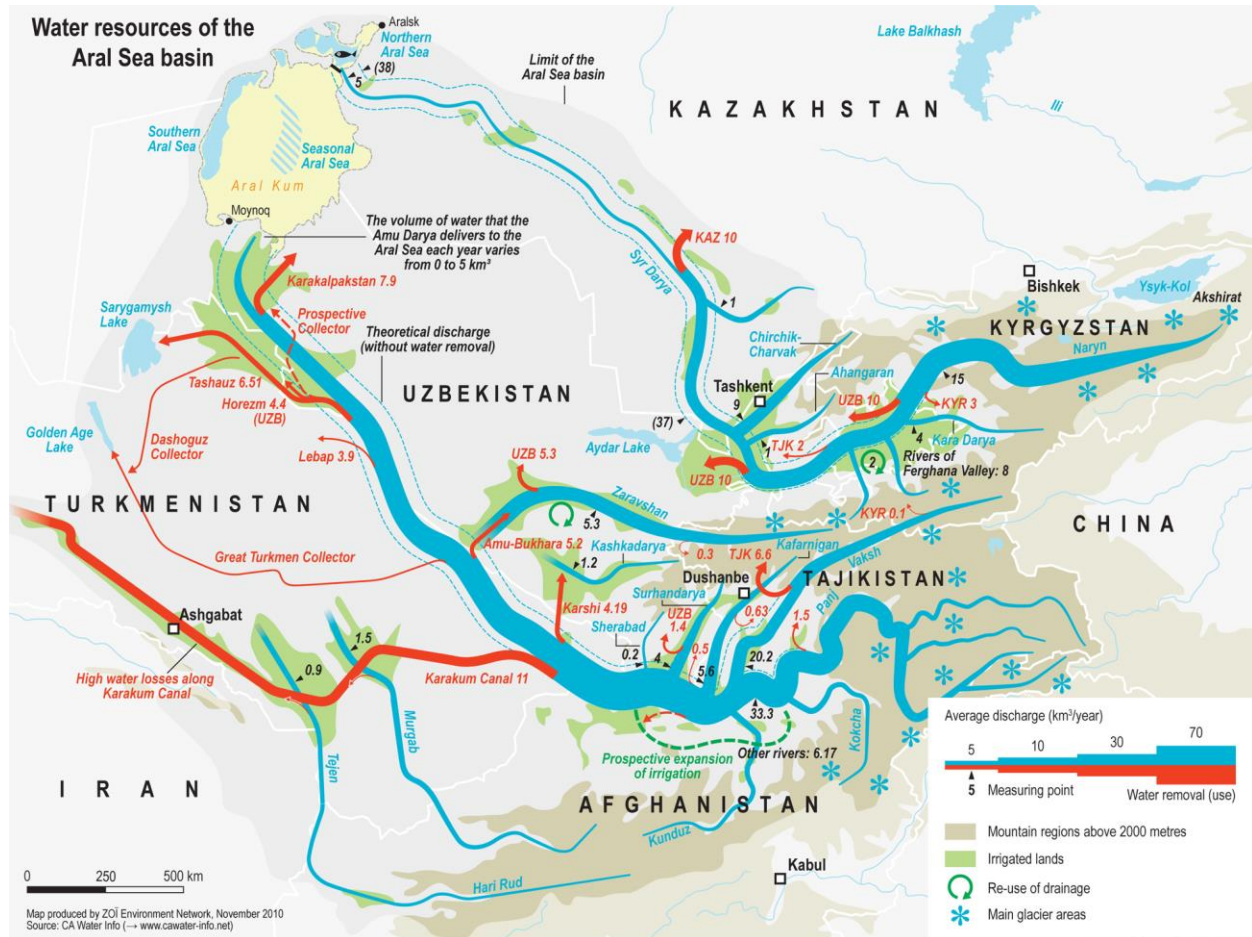 Water resources of the
Aral Sea basin
Aralsk
Northern
Aral Sea
(38)
5
Limit of the
Aral Sea basin
Lake Balkhash
Ili
KAZAKHSTAN
Southern
Aral Sea
Seasonal
Aral Sea
Aral Kum
Moynoq
The volume of water that the
Amu Darya delivers to the
Aral Sea each year varies
from 0 to 5 km³
KAZ 10
Syr Darya
1
Bishkek
Ysyk-Kol
Akshirat
KYRGYZSTAN
Naryn
Karakalpakstan 7.9
Sarygamysh
Lake
Prospective
Collector
Theoretical discharge
(without water removal)
Chirchik-
Charvak
Ahangaran
Tashkent
9
15
UZB 10
KYR 3
UZBEKISTAN
Tashauz 6.51
Horezm 4.4
(UZB)
(37)
Aydar Lake
1
TJK 2
4
Kara Darya
Rivers of
Ferghana Valley: 8
2
Golden Age
Lake
Dashoguz
Collector
Lebap 3.9
UZB 5.3
UZB 10
KYR 0.1
CHINA
TURKMENISTAN
Zaravshan
5.3
Amu-Bukhara 5.2
Kashkadarya
1.2
0.3
TJK 6.6
Kafarnigan
Vaksh
Great Turkmen Collector
Dushanbe
TAJIKISTAN
Panj
Surhandarya
Karshi 4.19
Sherabad
UZB
1.4
0.63
1.5
0.5
0.2
4
5.6
20.2
33.3
Ashgabat
1.5
0.9
High water losses along
Karakum Canal
Karakum Canal 11
Murgab
Tejen
Prospective expansion
of irrigation
Other rivers: 6.17
Kokcha
IRAN
AFGHANISTAN
Kunduz
Kabul
Hari Rud
0
250
500 km
Map produced by ZOÏ Environment Network, November 2010
Source: CA Water Info (→ www.cawater-info.net)
Average discharge (km³/year)
5
10
30
70
5
Measuring point
Water removal (use)
Mountain regions above 2000 metres
Irrigated lands
Re-use of drainage
Main glacier areas